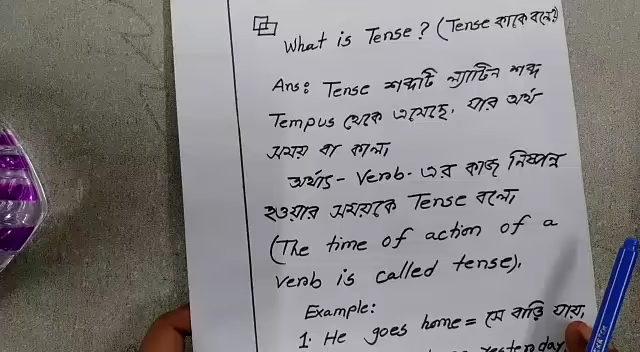 What is Tense? (Tense কাকে বলে?)
Ans: Tense শব্দটি ল্যাটিন শব্দ
Tempus থেকে এসেছে, যার অর্থ
সময় বা কাল।
অর্থাৎ - Verb - এর কাজ নিষ্পন্ন
হওয়ার সময়কে Tense বলে।
(The time of action of a
verb is called tense).
Example:
1. He goes home = সে বাড়ি যায়,
yesterday